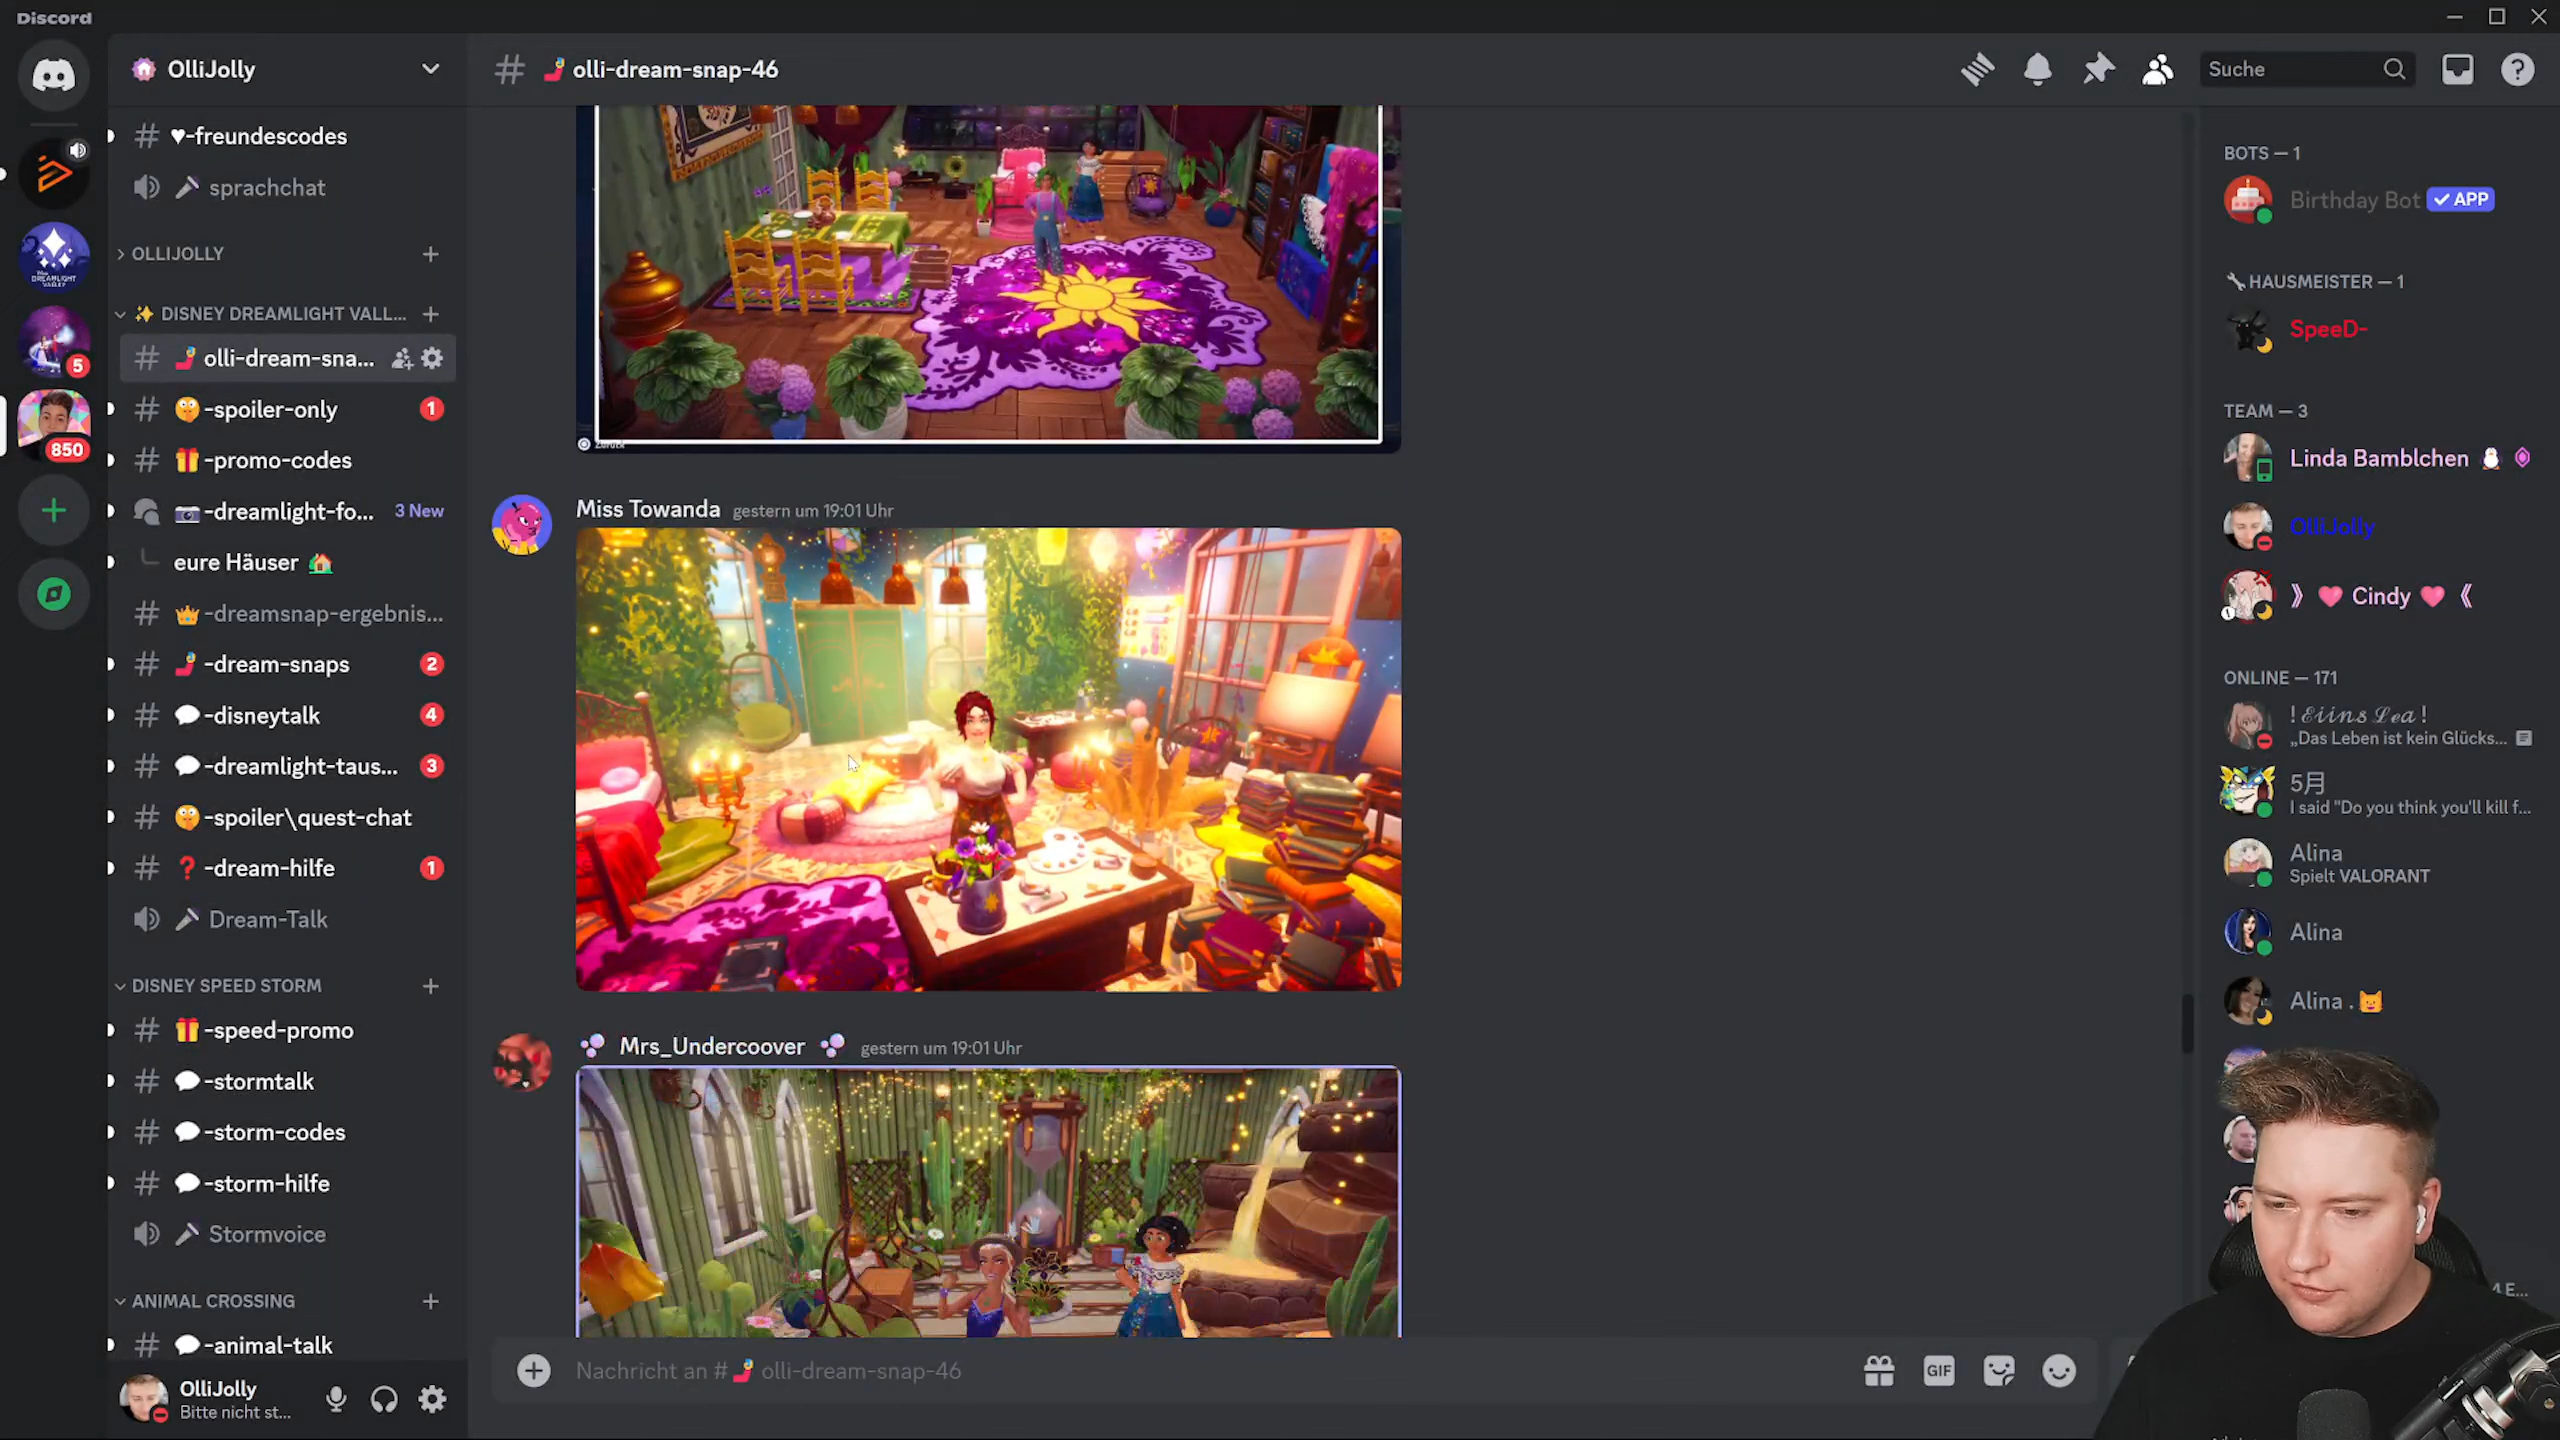 Discord
OlliJolly
♥-freundescodes
sprachchat
OLLIJOLLY
DISNEY DREAMLIGHT VALL...
olli-dream-sna...
-spoiler-only
1
-promo-codes
-dreamlight-fo...
3 New
eure Häuser
-dreamsnap-ergebnis...
-dream-snaps
2
-disneytalk
4
-dreamlight-taus...
3
-spoiler\quest-chat
-dream-hilfe
1
Dream-Talk
DISNEY SPEED STORM
-speed-promo
-stormtalk
-storm-codes
-storm-hilfe
Stormvoice
ANIMAL CROSSING
-animal-talk
OlliJolly
Bitte nicht st...
5
850
DREAMLIGHT VALLEY
olli-dream-snap-46
Suche
Zurück
Miss Towanda gestern um 19:01 Uhr
Mrs_Undercoover gestern um 19:01 Uhr
Nachricht an # olli-dream-snap-46
GIF
BOTS — 1
Birthday Bot APP
HAUSMEISTER — 1
SpeeD-
TEAM — 3
Linda Bamblchen
OlliJolly
》 Cindy 《
ONLINE — 171
! 𝓔𝓲𝓲𝓷𝓼 𝓛𝓮𝓪 !
„Das Leben ist kein Glücks...
5月
I said "Do you think you'll kill f...
Alina
Spielt VALORANT
Alina
Alina .